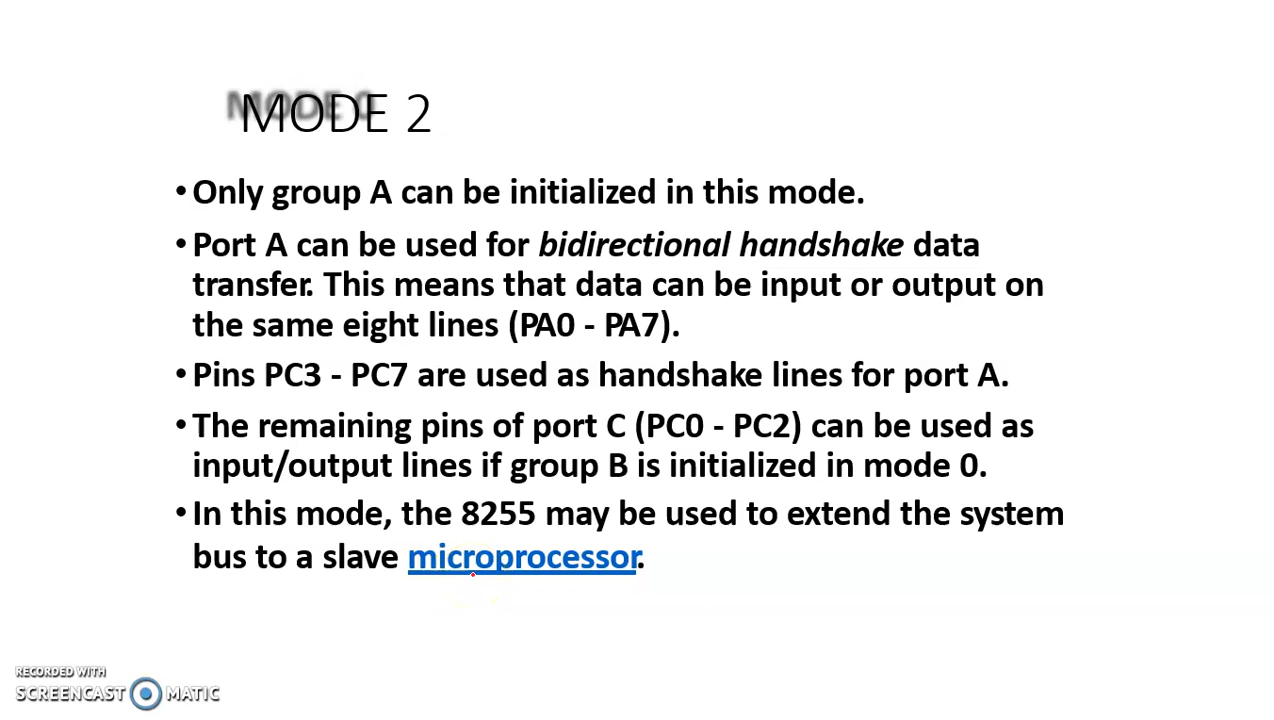 MODE 2
• Only group A can be initialized in this mode.
• Port A can be used for bidirectional handshake data
transfer. This means that data can be input or output on
the same eight lines (PA0 - PA7).
• Pins PC3 - PC7 are used as handshake lines for port A.
• The remaining pins of port C (PC0 - PC2) can be used as
input/output lines if group B is initialized in mode 0.
• In this mode, the 8255 may be used to extend the system
bus to a slave microprocessor.
RECORDED WITH
SCREENCAST MATIC